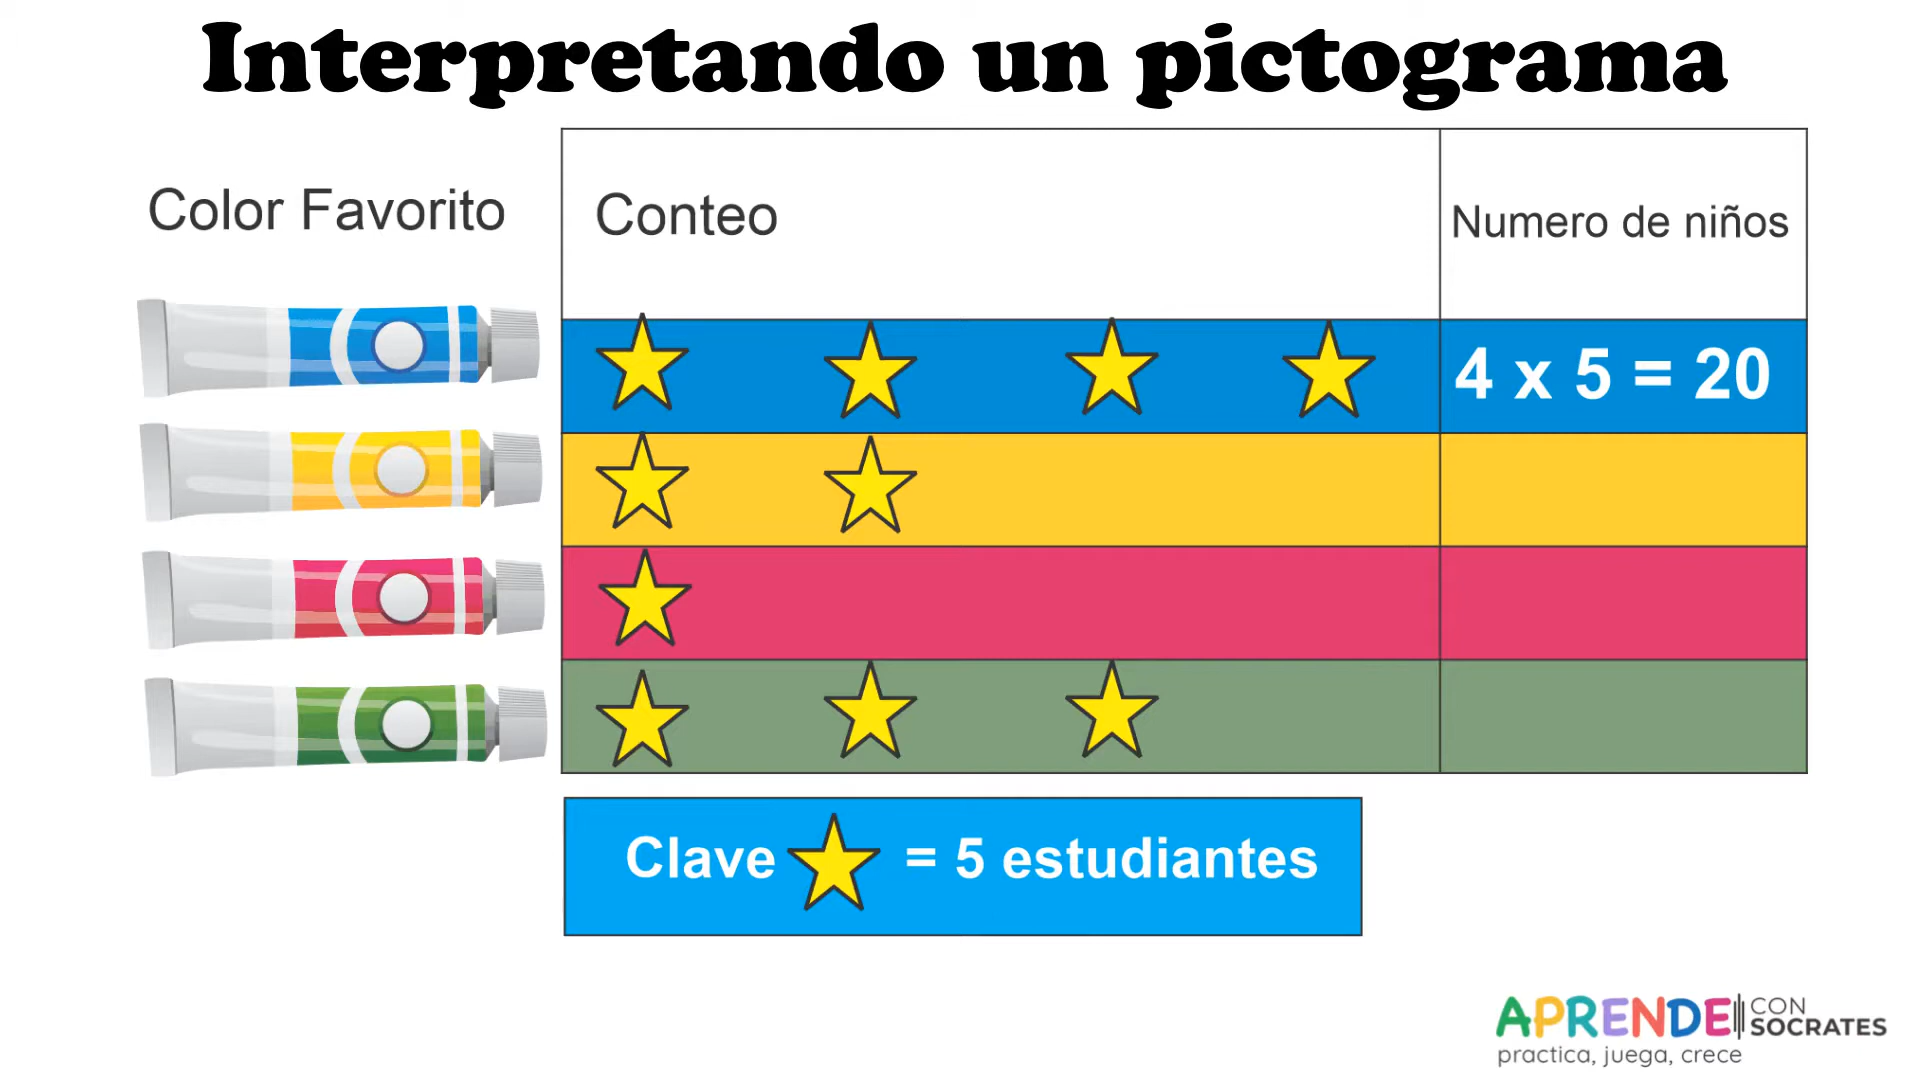 Interpretando un pictograma
Color Favorito
Conteo
Numero de niños
4 x 5 = 20
Clave = 5 estudiantes
APRENDE CON SOCRATES
practica, juega, crece